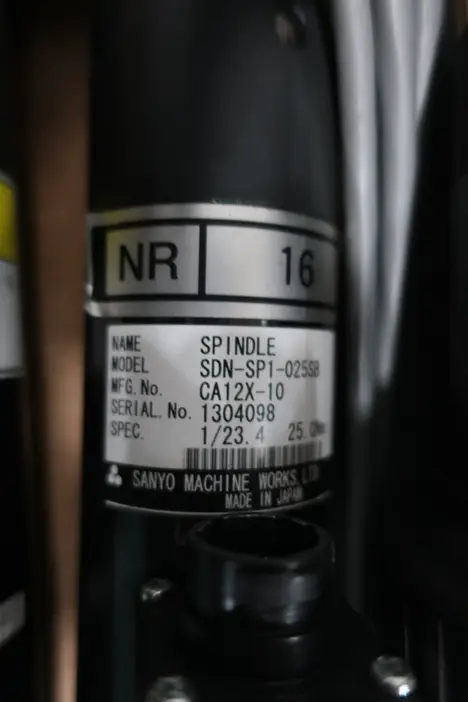 NR 16
NAME SPINDLE
MODEL SDN-SP1-025SB
MFG.No. CA12X-10
SERIAL.No. 1304098
SPEC. 1/23.4 25.0Nm
SANYO MACHINE WORKS,LTD.
MADE IN JAPAN